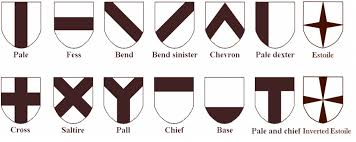 Pale Fess Bend Bend sinister Chevron Pale dexter Estoile
Cross Saltire Pall Chief Base Pale and chief Inverted Estoile